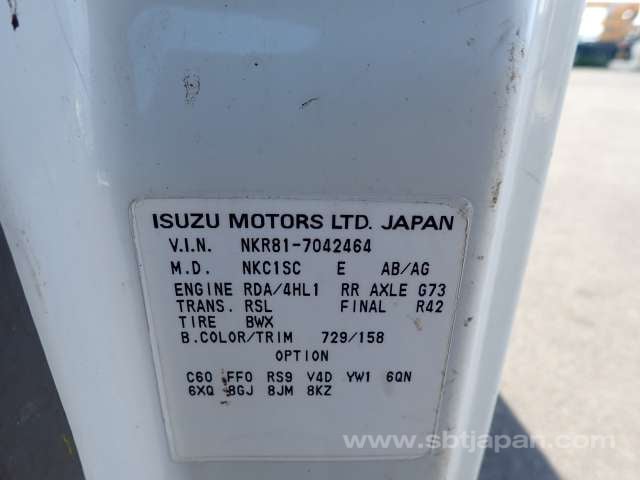 ISUZU MOTORS LTD. JAPAN
V.I.N. NKR81-7042464
M.D. NKC1SC E AB/AG
ENGINE RDA/4HL1 RR AXLE G73
TRANS. RSL FINAL R42
TIRE BWX
B.COLOR/TRIM 729/158
OPTION
C60 FF0 RS9 V4D YW1 6QN
6XQ 8GJ 8JM 8KZ
www.sbtjapan.com